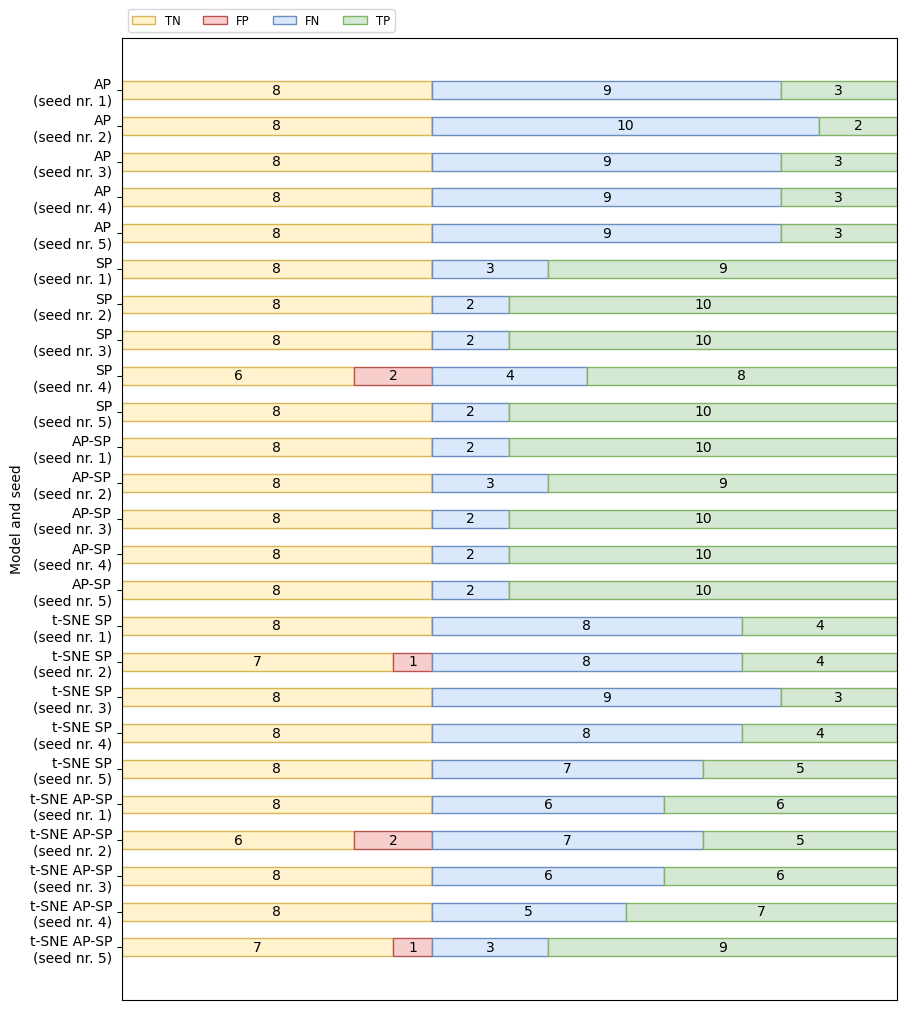 TN FP FN TP
AP
(seed nr. 1)
8 9 3
AP
(seed nr. 2)
8 10 2
AP
(seed nr. 3)
8 9 3
AP
(seed nr. 4)
8 9 3
AP
(seed nr. 5)
8 9 3
SP
(seed nr. 1)
8 3 9
SP
(seed nr. 2)
8 2 10
SP
(seed nr. 3)
8 2 10
SP
(seed nr. 4)
6 2 4 8
SP
(seed nr. 5)
8 2 10
AP-SP
(seed nr. 1)
8 2 10
AP-SP
(seed nr. 2)
8 3 9
AP-SP
(seed nr. 3)
8 2 10
AP-SP
(seed nr. 4)
8 2 10
AP-SP
(seed nr. 5)
8 2 10
t-SNE SP
(seed nr. 1)
8 8 4
t-SNE SP
(seed nr. 2)
7 1 8 4
t-SNE SP
(seed nr. 3)
8 9 3
t-SNE SP
(seed nr. 4)
8 8 4
t-SNE SP
(seed nr. 5)
8 7 5
t-SNE AP-SP
(seed nr. 1)
8 6 6
t-SNE AP-SP
(seed nr. 2)
6 2 7 5
t-SNE AP-SP
(seed nr. 3)
8 6 6
t-SNE AP-SP
(seed nr. 4)
8 5 7
t-SNE AP-SP
(seed nr. 5)
7 1 3 9
Model and seed